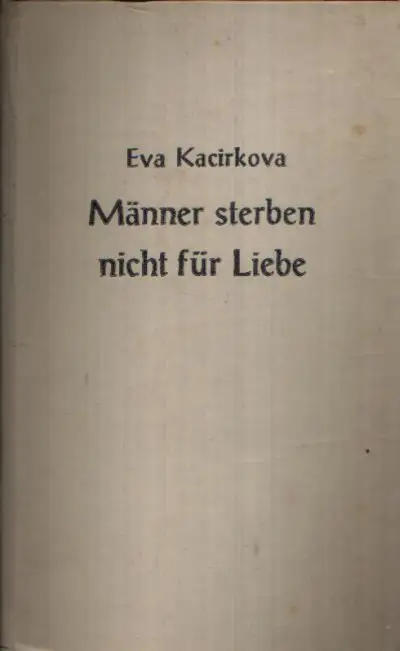 Eva Kacirkova
Männer sterben
nicht für Liebe